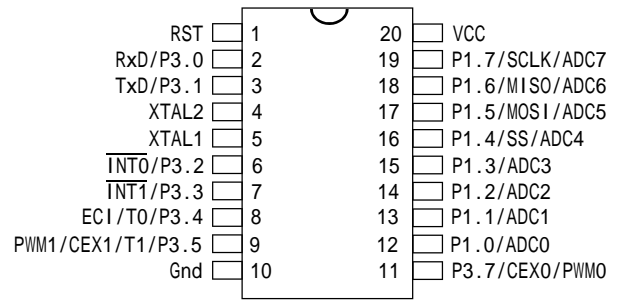 RST 1 20 VCC
RxD/P3.0 2 19 P1.7/SCLK/ADC7
TxD/P3.1 3 18 P1.6/MISO/ADC6
XTAL2 4 17 P1.5/MOSI/ADC5
XTAL1 5 16 P1.4/SS/ADC4
INT0/P3.2 6 15 P1.3/ADC3
INT1/P3.3 7 14 P1.2/ADC2
ECI/T0/P3.4 8 13 P1.1/ADC1
PWM1/CEX1/T1/P3.5 9 12 P1.0/ADC0
Gnd 10 11 P3.7/CEX0/PWM0